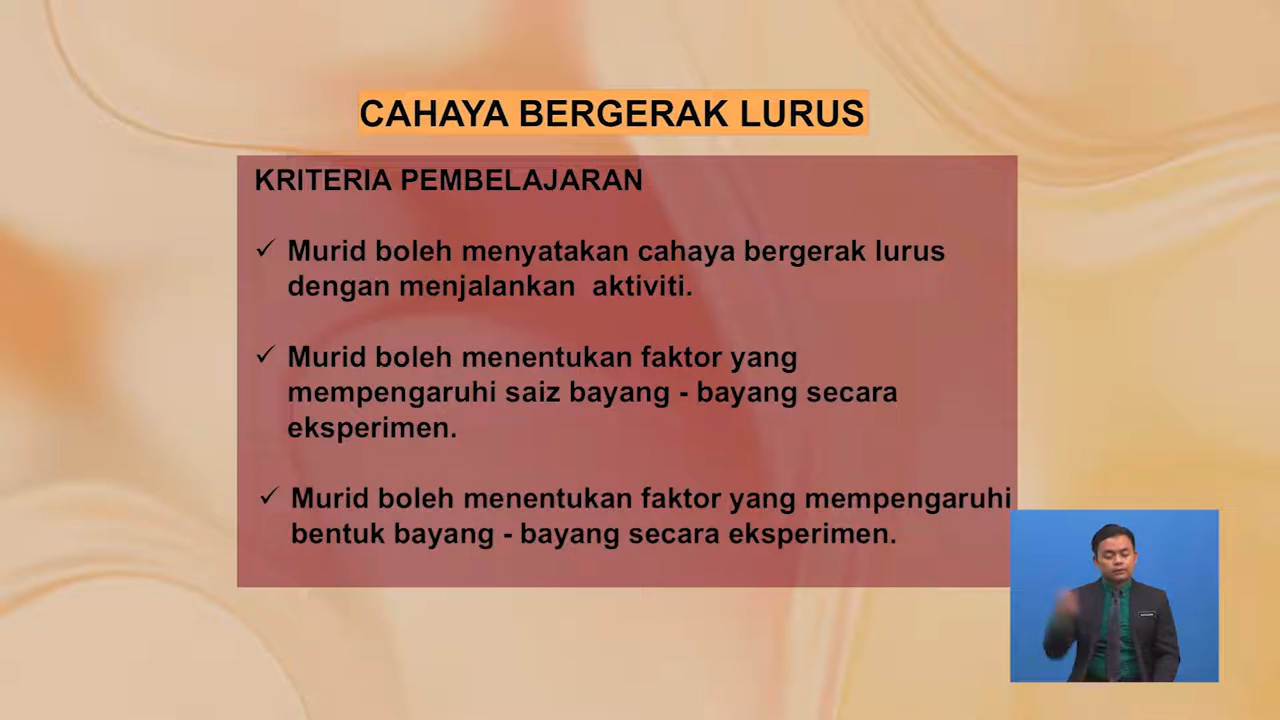 CAHAYA BERGERAK LURUS
KRITERIA PEMBELAJARAN
✓ Murid boleh menyatakan cahaya bergerak lurus
dengan menjalankan aktiviti.
✓ Murid boleh menentukan faktor yang
mempengaruhi saiz bayang - bayang secara
eksperimen.
✓ Murid boleh menentukan faktor yang mempengaruhi
bentuk bayang - bayang secara eksperimen.